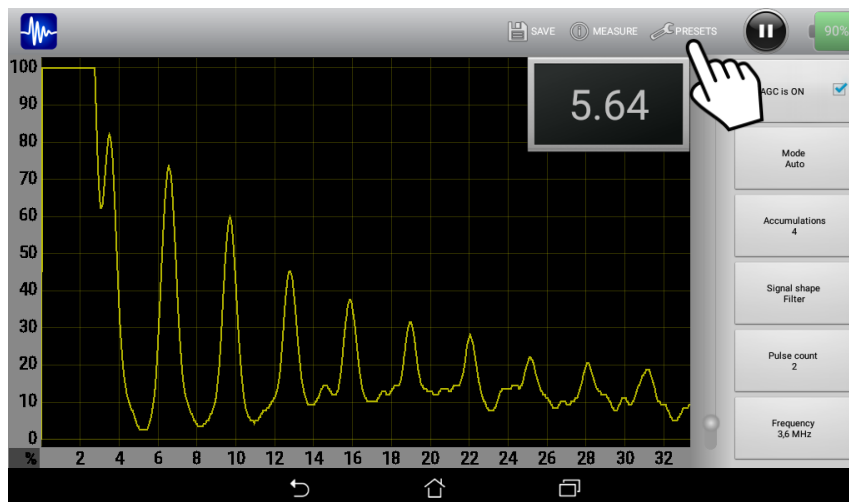 SAVE MEASURE PRESETS 90%
100
90
80
70
60
50
40
30
20
10
0
5.64
AGC is ON
Mode
Auto
Accumulations
4
Signal shape
Filter
Pulse count
2
Frequency
3,6 MHz
% 2 4 6 8 10 12 14 16 18 20 22 24 26 28 30 32